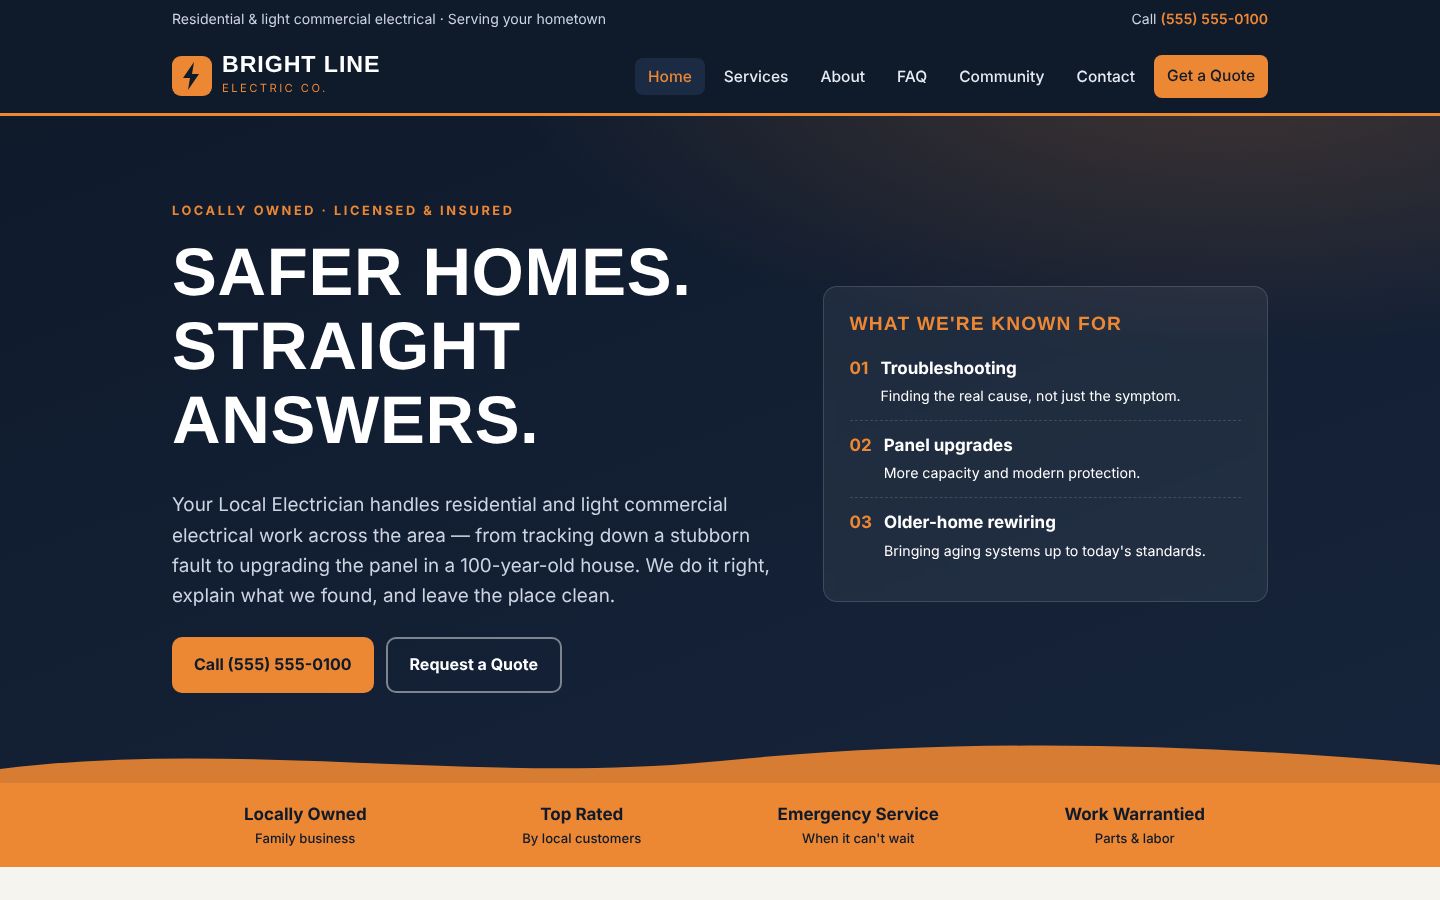 Residential & light commercial electrical · Serving your hometown
Call (555) 555-0100
BRIGHT LINE
ELECTRIC CO.
Home Services About FAQ Community Contact Get a Quote
LOCALLY OWNED · LICENSED & INSURED
SAFER HOMES.
STRAIGHT
ANSWERS.
Your Local Electrician handles residential and light commercial
electrical work across the area — from tracking down a stubborn
fault to upgrading the panel in a 100-year-old house. We do it right,
explain what we found, and leave the place clean.
Call (555) 555-0100
Request a Quote
WHAT WE'RE KNOWN FOR
01 Troubleshooting
Finding the real cause, not just the symptom.
02 Panel upgrades
More capacity and modern protection.
03 Older-home rewiring
Bringing aging systems up to today's standards.
Locally Owned
Family business
Top Rated
By local customers
Emergency Service
When it can't wait
Work Warrantied
Parts & labor